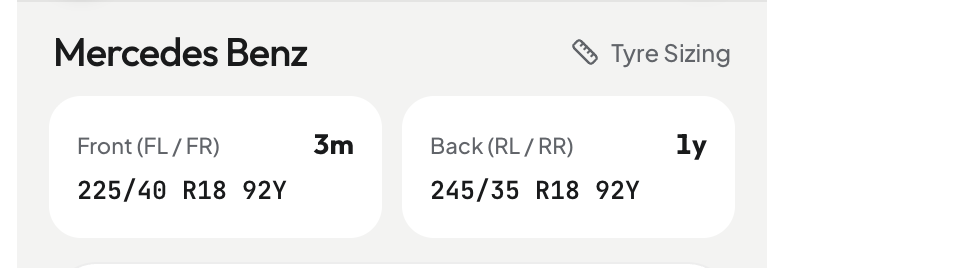 Mercedes Benz
Tyre Sizing
Front (FL / FR) 3m
225/40 R18 92Y
Back (RL / RR) 1y
245/35 R18 92Y